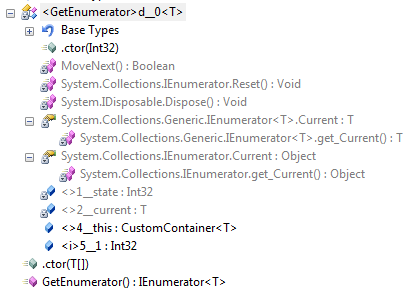 <GetEnumerator>d__0<T>
Base Types
.ctor(Int32)
MoveNext() : Boolean
System.Collections.IEnumerator.Reset() : Void
System.IDisposable.Dispose() : Void
System.Collections.Generic.IEnumerator<T>.Current : T
System.Collections.Generic.IEnumerator<T>.get_Current() : T
System.Collections.IEnumerator.Current : Object
System.Collections.IEnumerator.get_Current() : Object
<>1__state : Int32
<>2__current : T
<>4__this : CustomContainer<T>
<i>5__1 : Int32
.ctor(T[])
GetEnumerator() : IEnumerator<T>